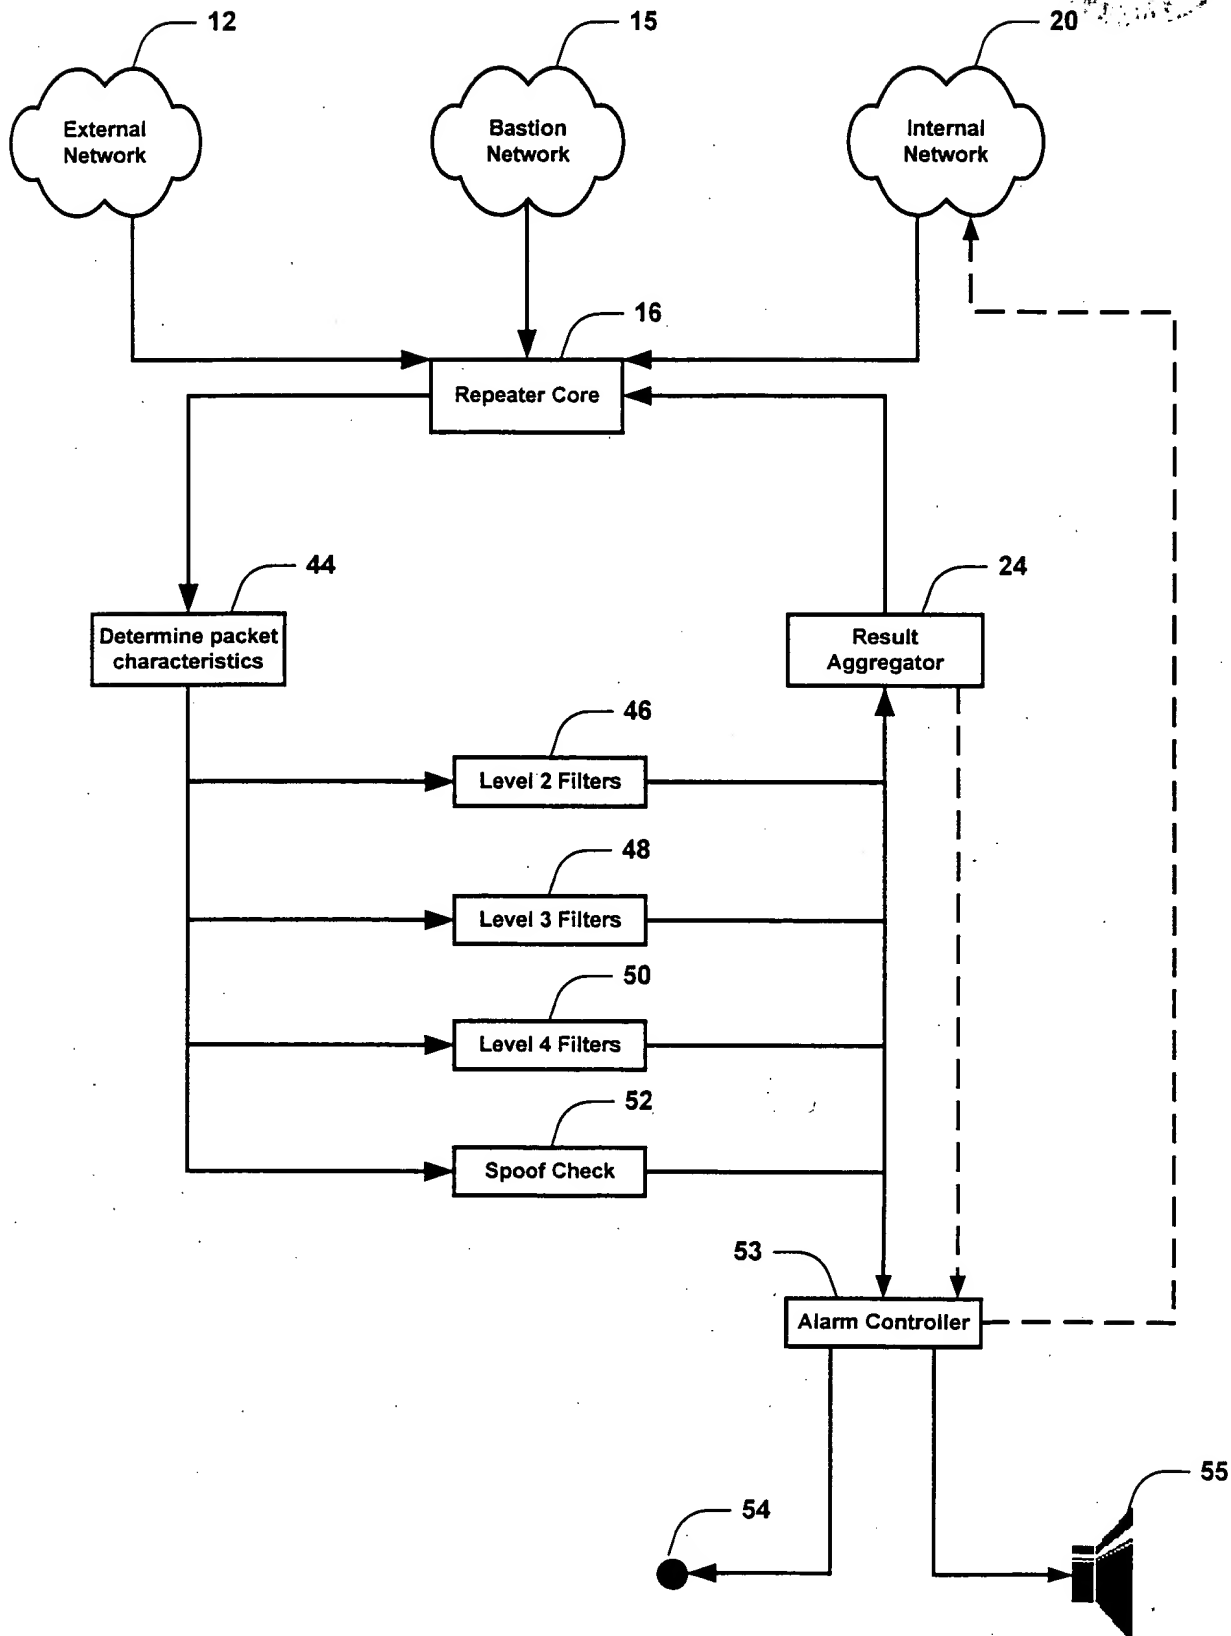 12
15
20
External
Network
Bastion
Network
Internal
Network
16
Repeater Core
44
24
Determine packet
characteristics
Result
Aggregator
46
Level 2 Filters
48
Level 3 Filters
50
Level 4 Filters
52
Spoof Check
53
Alarm Controller
55
54